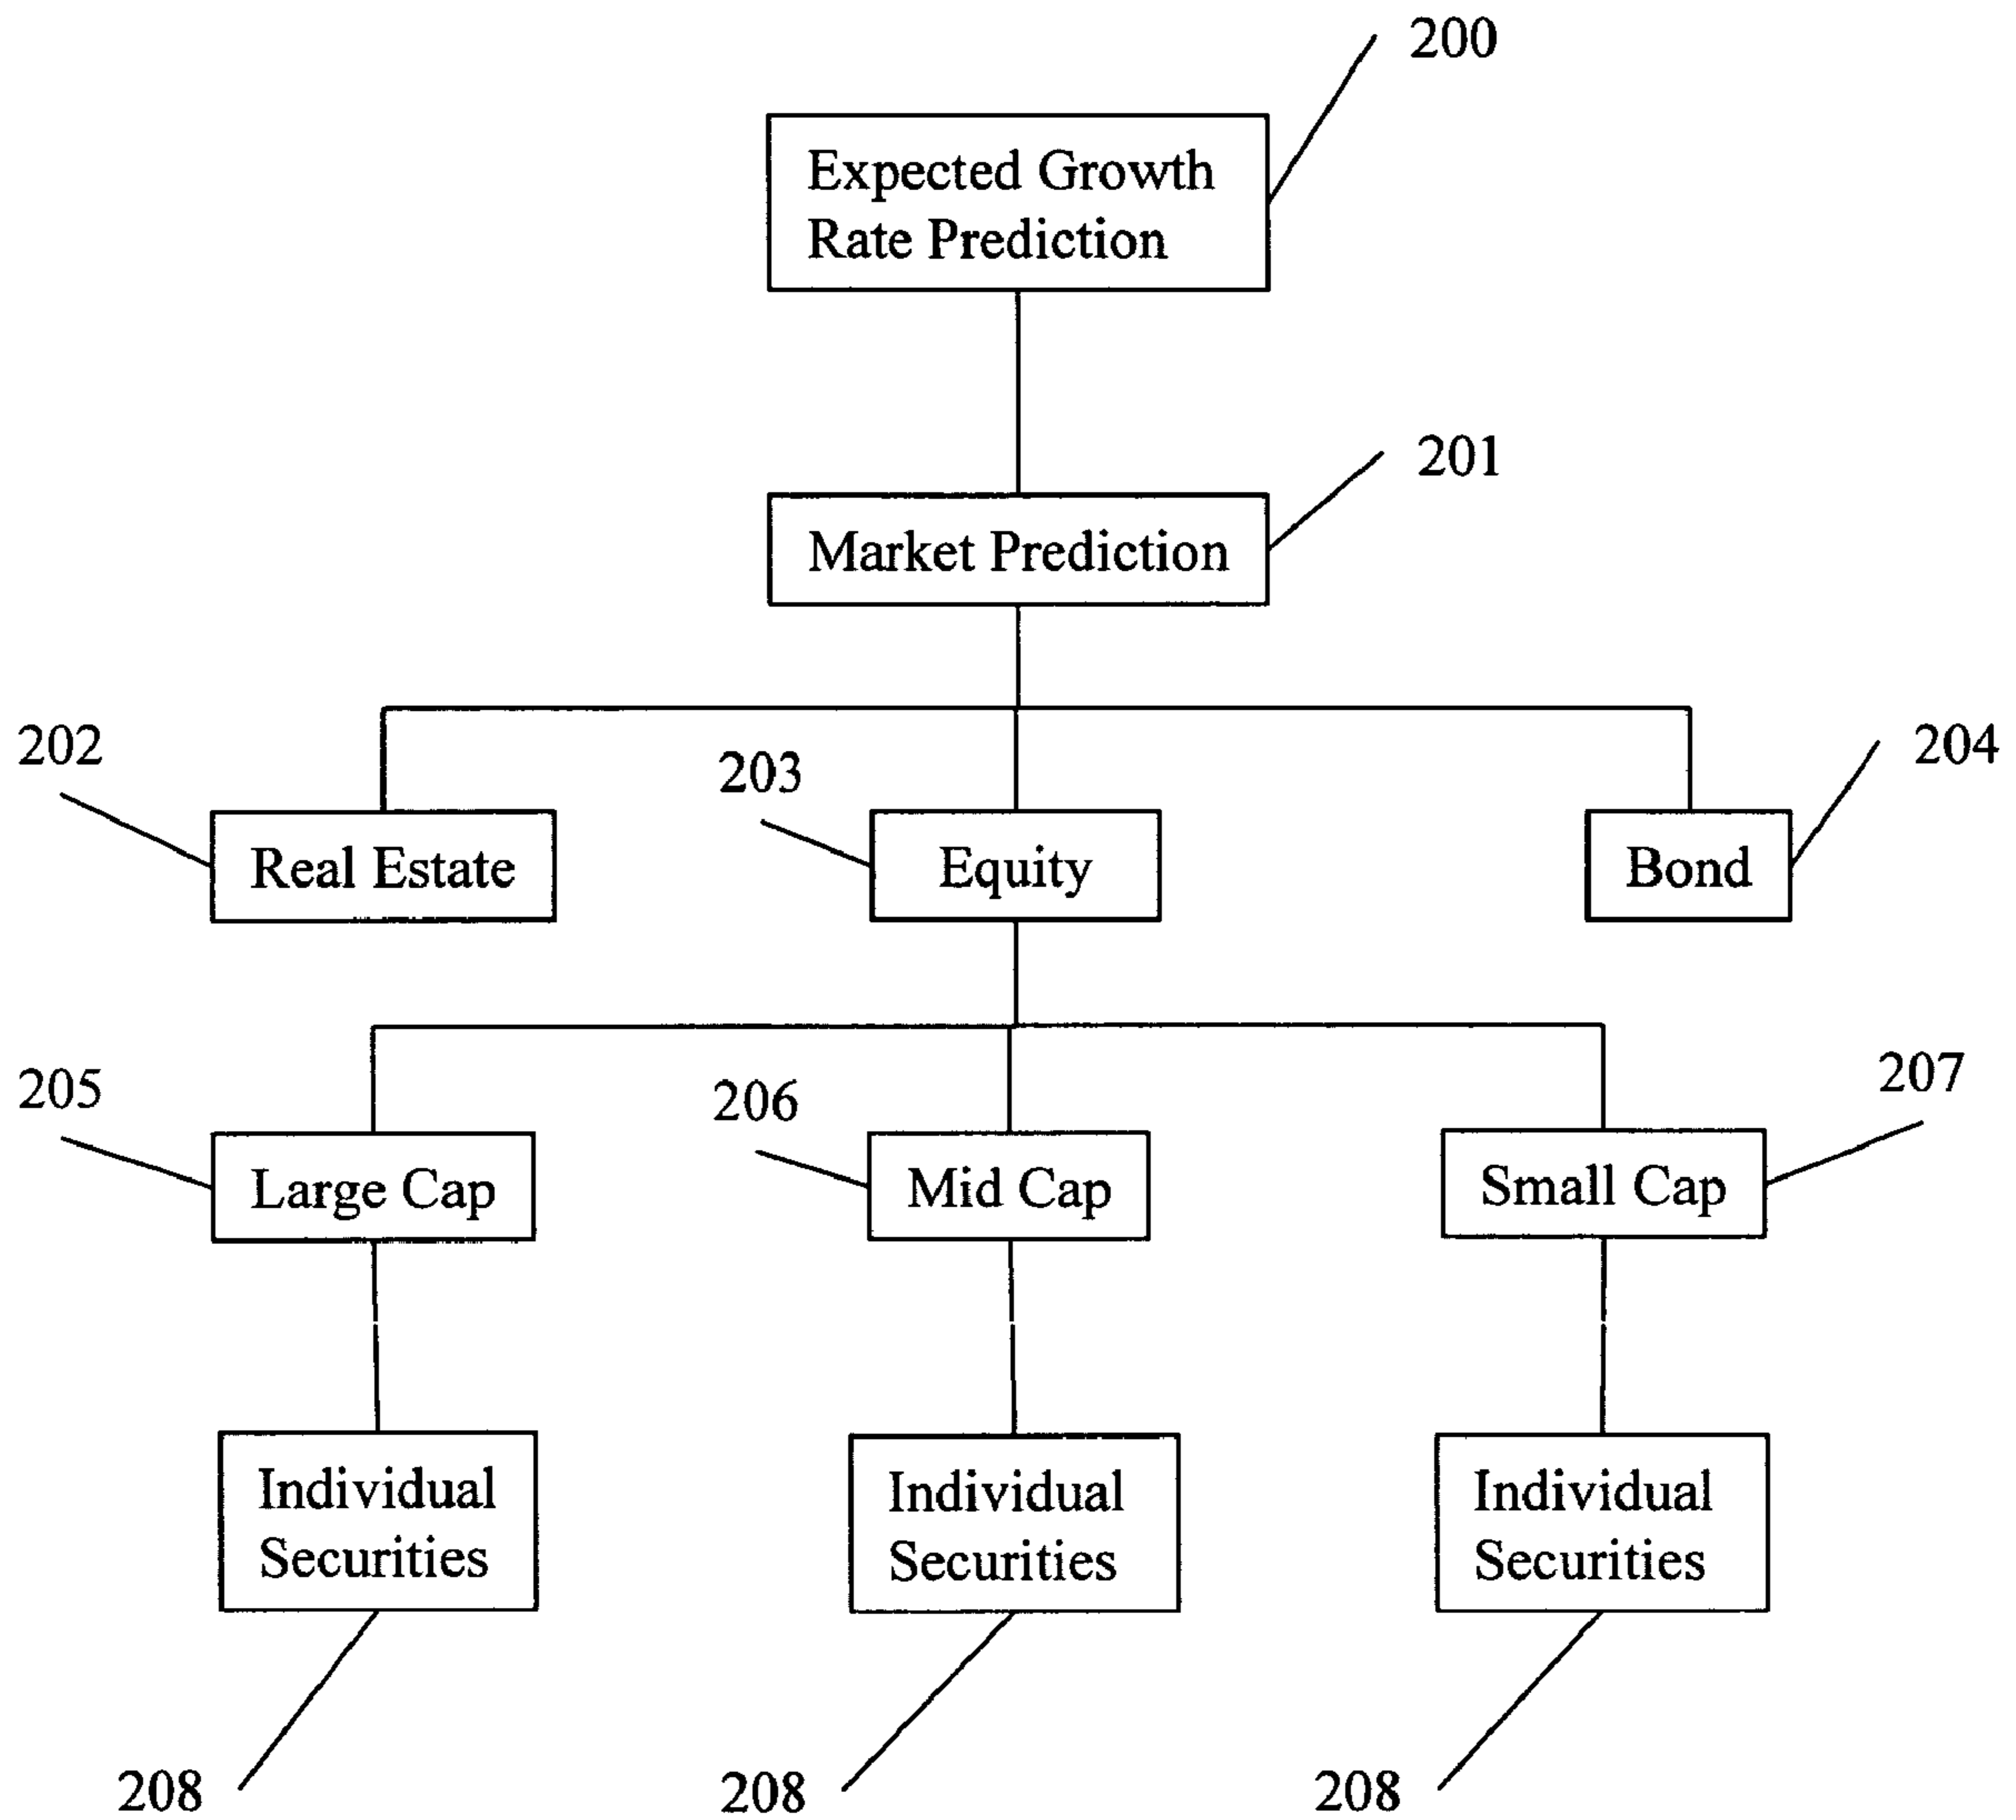 200
Expected Growth
Rate Prediction
201
Market Prediction
202
203
204
Real Estate
Equity
Bond
205
206
207
Large Cap
Mid Cap
Small Cap
Individual
Securities
Individual
Securities
Individual
Securities
208
208
208